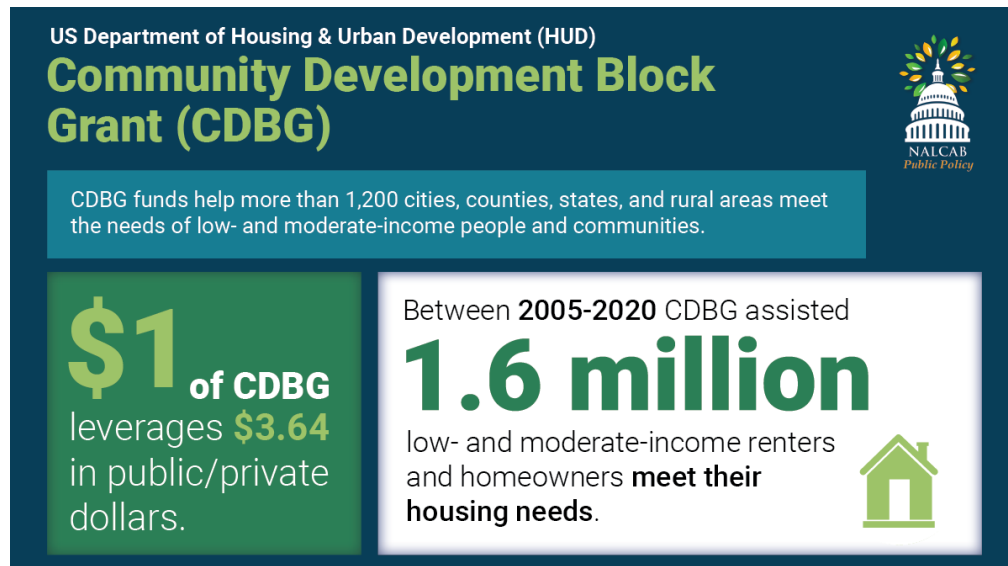 US Department of Housing & Urban Development (HUD)
Community Development Block
Grant (CDBG)
NALCAB
Public Policy
CDBG funds help more than 1,200 cities, counties, states, and rural areas meet
the needs of low- and moderate-income people and communities.
$1 of CDBG
leverages $3.64
in public/private
dollars.
Between 2005-2020 CDBG assisted
1.6 million
low- and moderate-income renters
and homeowners meet their
housing needs.